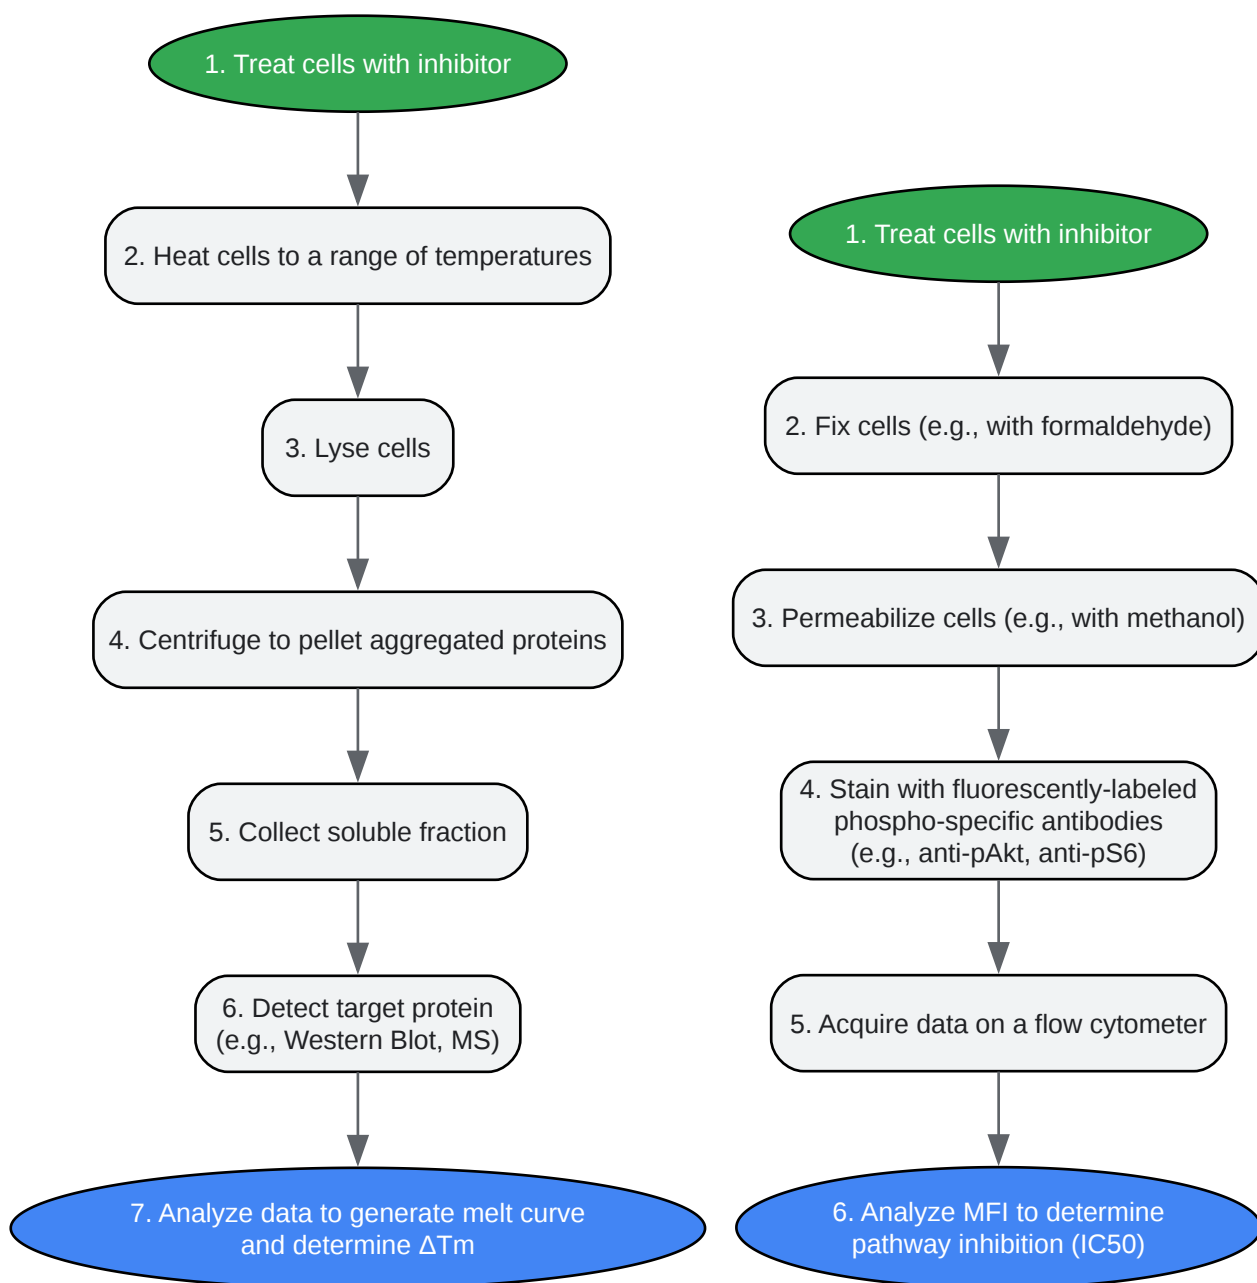 1. Treat cells with inhibitor
2. Heat cells to a range of temperatures
3. Lyse cells
4. Centrifuge to pellet aggregated proteins
5. Collect soluble fraction
6. Detect target protein
(e.g., Western Blot, MS)
7. Analyze data to generate melt curve
and determine ΔTm
1. Treat cells with inhibitor
2. Fix cells (e.g., with formaldehyde)
3. Permeabilize cells (e.g., with methanol)
4. Stain with fluorescently-labeled
phospho-specific antibodies
(e.g., anti-pAkt, anti-pS6)
5. Acquire data on a flow cytometer
6. Analyze MFI to determine
pathway inhibition (IC50)